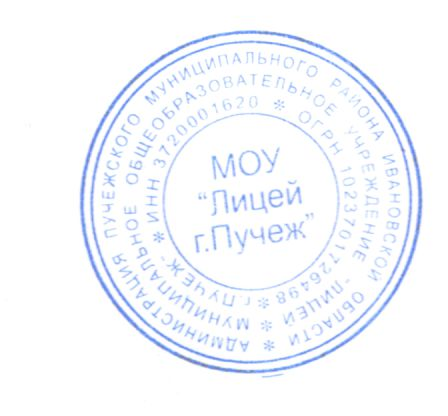 АДМИНИСТРАЦИЯ ПУЧЕЖСКОГО МУНИЦИПАЛЬНОГО РАЙОНА ИВАНОВСКОЙ ОБЛАСТИ *
МУНИЦИПАЛЬНОЕ ОБЩЕОБРАЗОВАТЕЛЬНОЕ УЧРЕЖДЕНИЕ "ЛИЦЕЙ *
г.ПУЧЕЖ" * ИНН 3720001620 * ОГРН 1023701726498 *
МОУ
"Лицей
г.Пучеж"